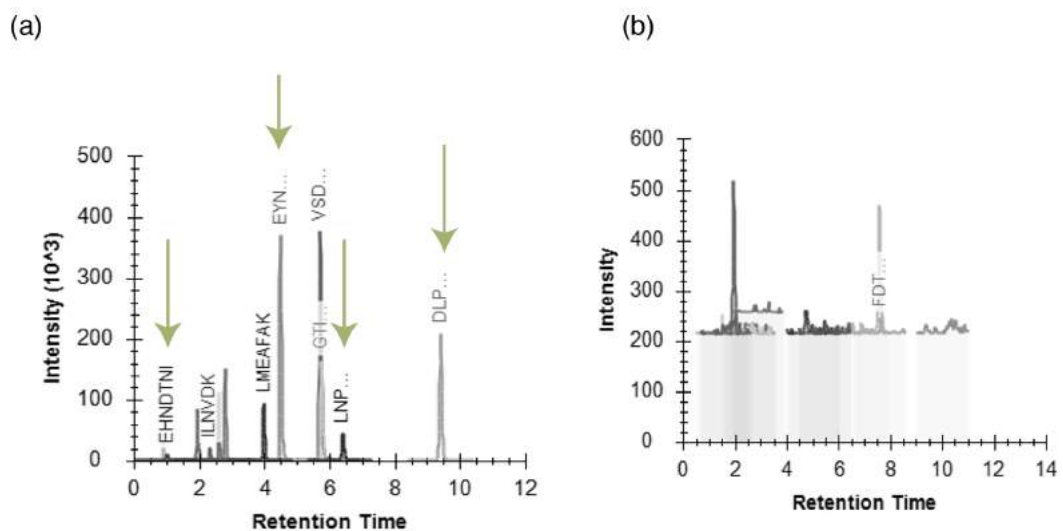 (a)
(b)
500
400
300
200
100
0
Intensity (10^3)
EHNDTNI
ILNVDK
LMEAFAK
EYN...
VSD...
GTI...
LNP...
DLP...
0 2 4 6 8 10 12
Retention Time
600
500
400
300
200
100
0
Intensity
FDT...
0 2 4 6 8 10 12 14
Retention Time